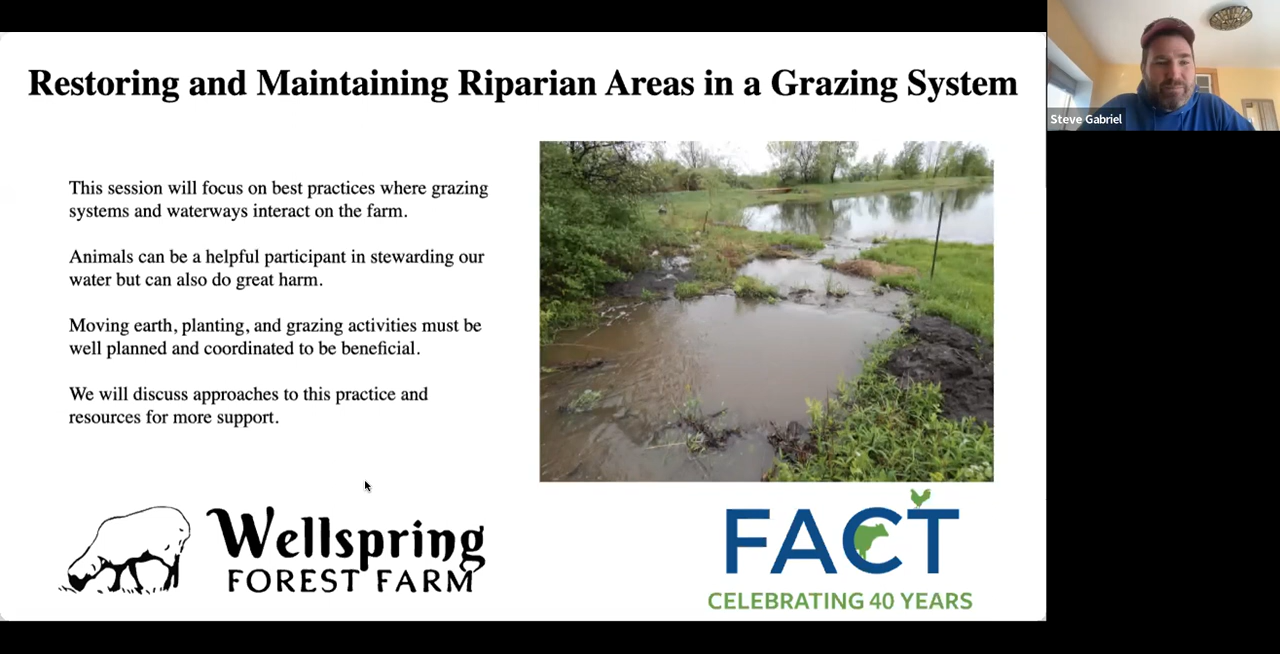 Restoring and Maintaining Riparian Areas in a Grazing System
This session will focus on best practices where grazing
systems and waterways interact on the farm.
Animals can be a helpful participant in stewarding our
water but can also do great harm.
Moving earth, planting, and grazing activities must be
well planned and coordinated to be beneficial.
We will discuss approaches to this practice and
resources for more support.
Wellspring
FOREST FARM
FACT
CELEBRATING 40 YEARS
Steve Gabriel